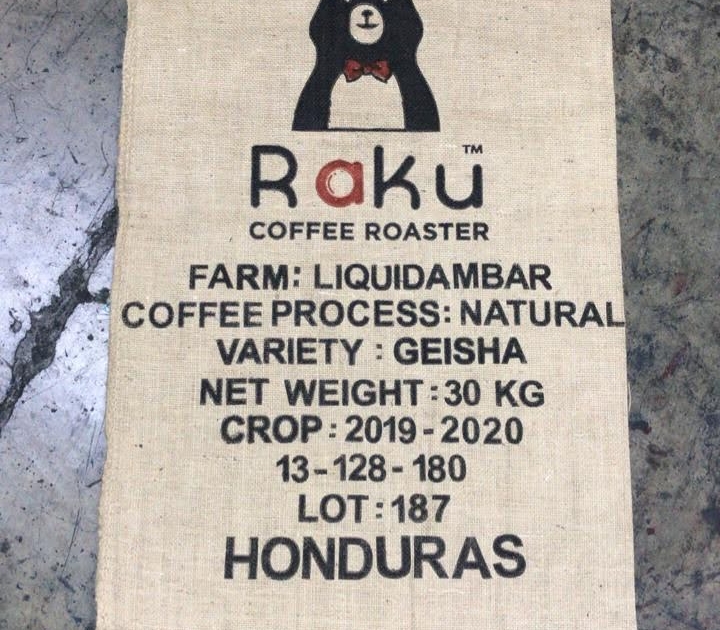 Raku™
COFFEE ROASTER
FARM: LIQUIDAMBAR
COFFEE PROCESS: NATURAL
VARIETY : GEISHA
NET WEIGHT: 30 KG
CROP: 2019-2020
13-128-180
LOT: 187
HONDURAS